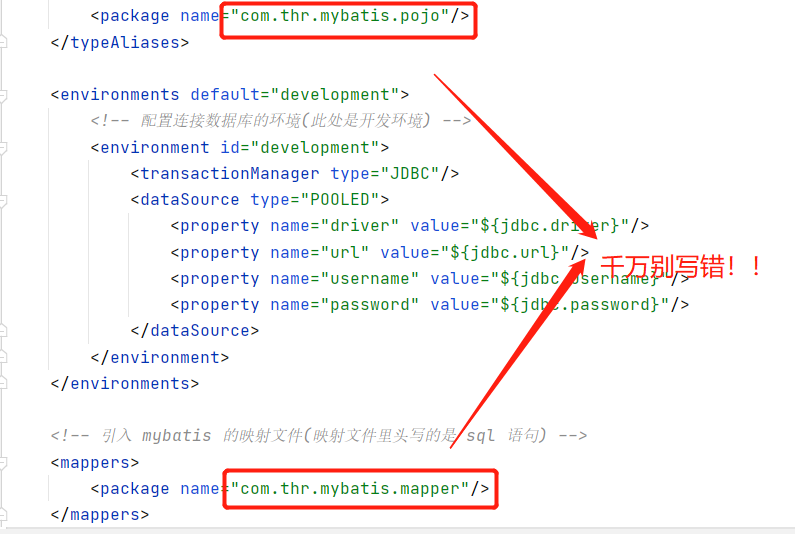 <package name="com.thr.mybatis.pojo"/>
</typeAliases>
<environments default="development">
<!-- 配置连接数据库的环境(此处是开发环境) -->
<environment id="development">
<transactionManager type="JDBC"/>
<dataSource type="POOLED">
<property name="driver" value="${jdbc.driver}"/>
<property name="url" value="${jdbc.url}"/>
千万别写错！！
<property name="username" value="${jdbc.username}"/>
<property name="password" value="${jdbc.password}"/>
</dataSource>
</environment>
</environments>
<!-- 引入 mybatis 的映射文件(映射文件里头写的是 sql 语句) -->
<mappers>
<package name="com.thr.mybatis.mapper"/>
</mappers>